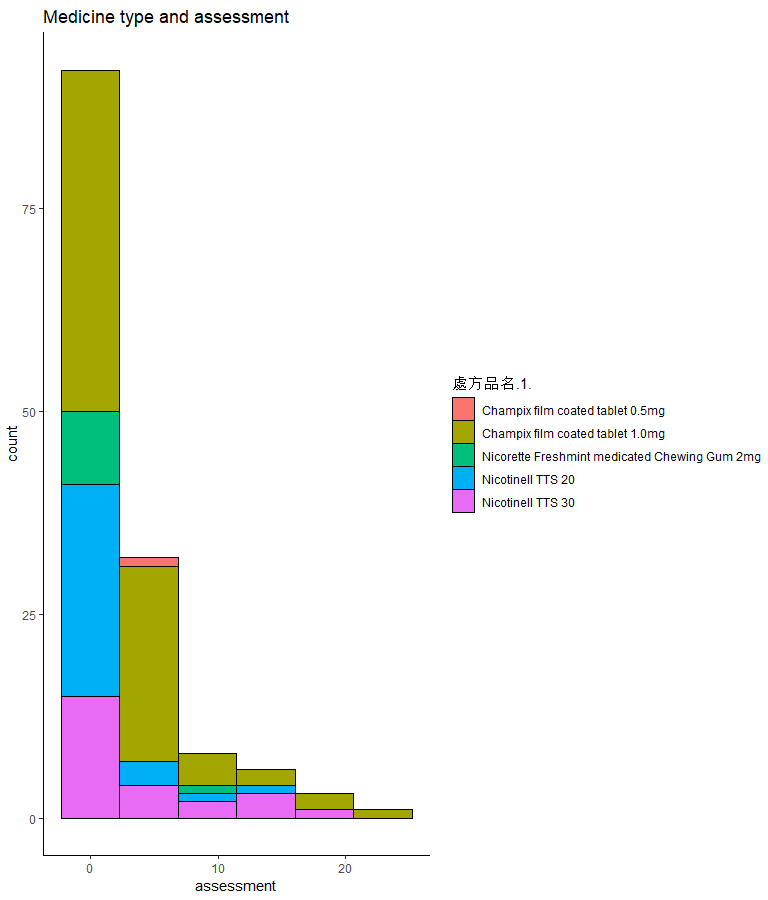 Medicine type and assessment
75
50
25
0
count
0
10
20
assessment
處方品名.1.
Champix film coated tablet 0.5mg
Champix film coated tablet 1.0mg
Nicorette Freshmint medicated Chewing Gum 2mg
Nicotinell TTS 20
Nicotinell TTS 30